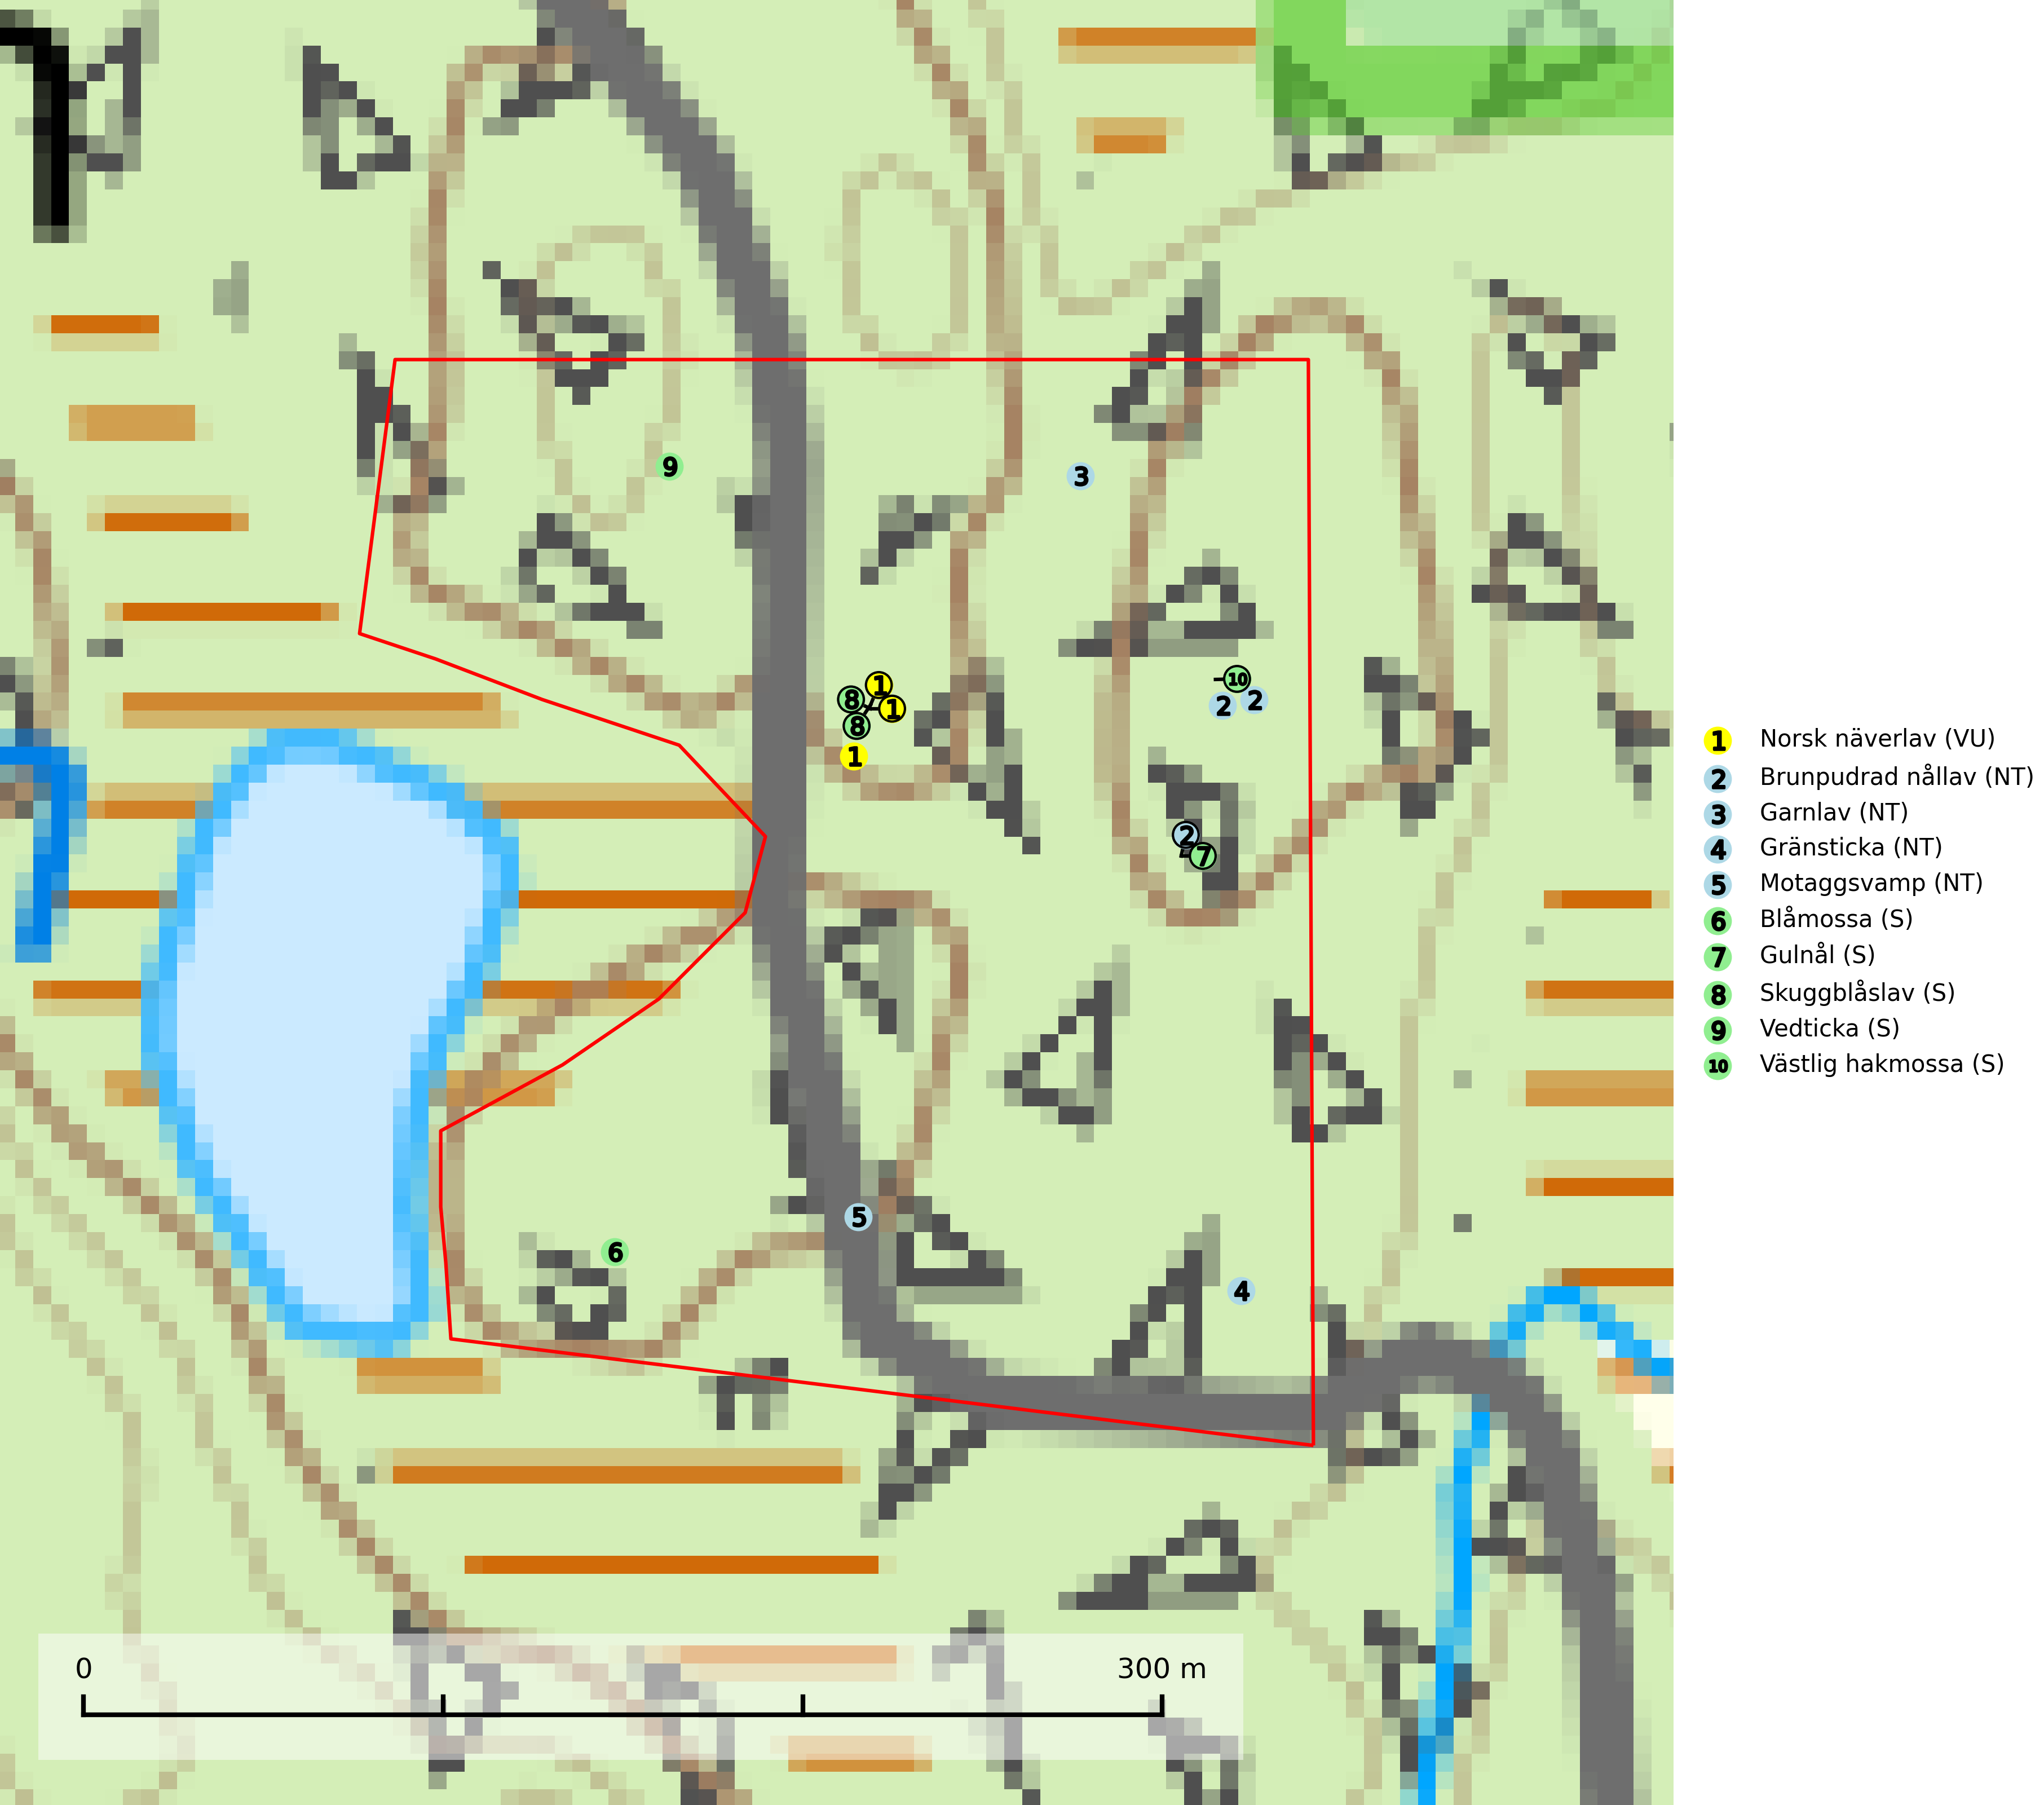 9
3
10
1
8
2
2
1
8
1
2
7
5
6
4
1 Norsk näverlav (VU)
2 Brunpudrad nållav (NT)
3 Garnlav (NT)
4 Gränsticka (NT)
5 Motaggsvamp (NT)
6 Blåmossa (S)
7 Gulnål (S)
8 Skuggblåslav (S)
9 Vedticka (S)
10 Västlig hakmossa (S)
0 300 m